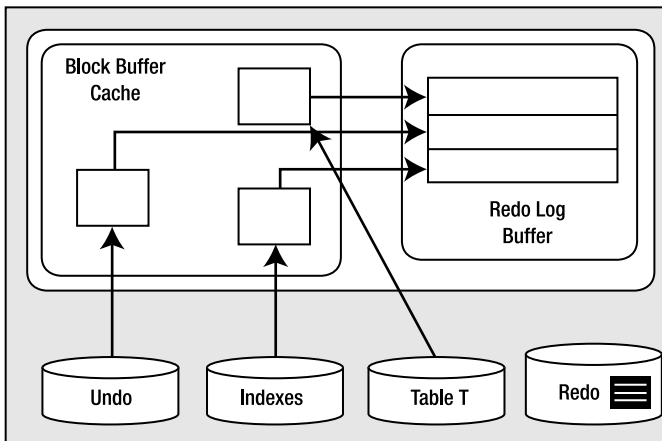 Block Buffer
Cache
Redo Log
Buffer
Undo
Indexes
Table T
Redo